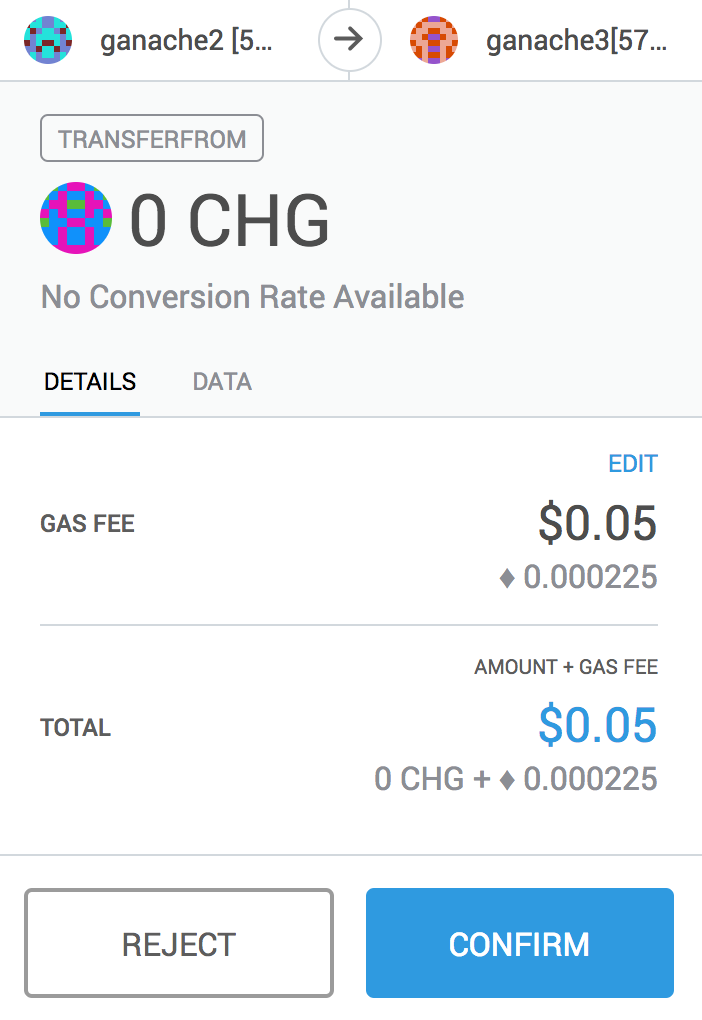 ganache2 [5...
ganache3[57...
TRANSFERFROM
0 CHG
No Conversion Rate Available
DETAILS
DATA
EDIT
GAS FEE
$0.05
♦ 0.000225
AMOUNT + GAS FEE
TOTAL
$0.05
0 CHG + ♦ 0.000225
REJECT
CONFIRM